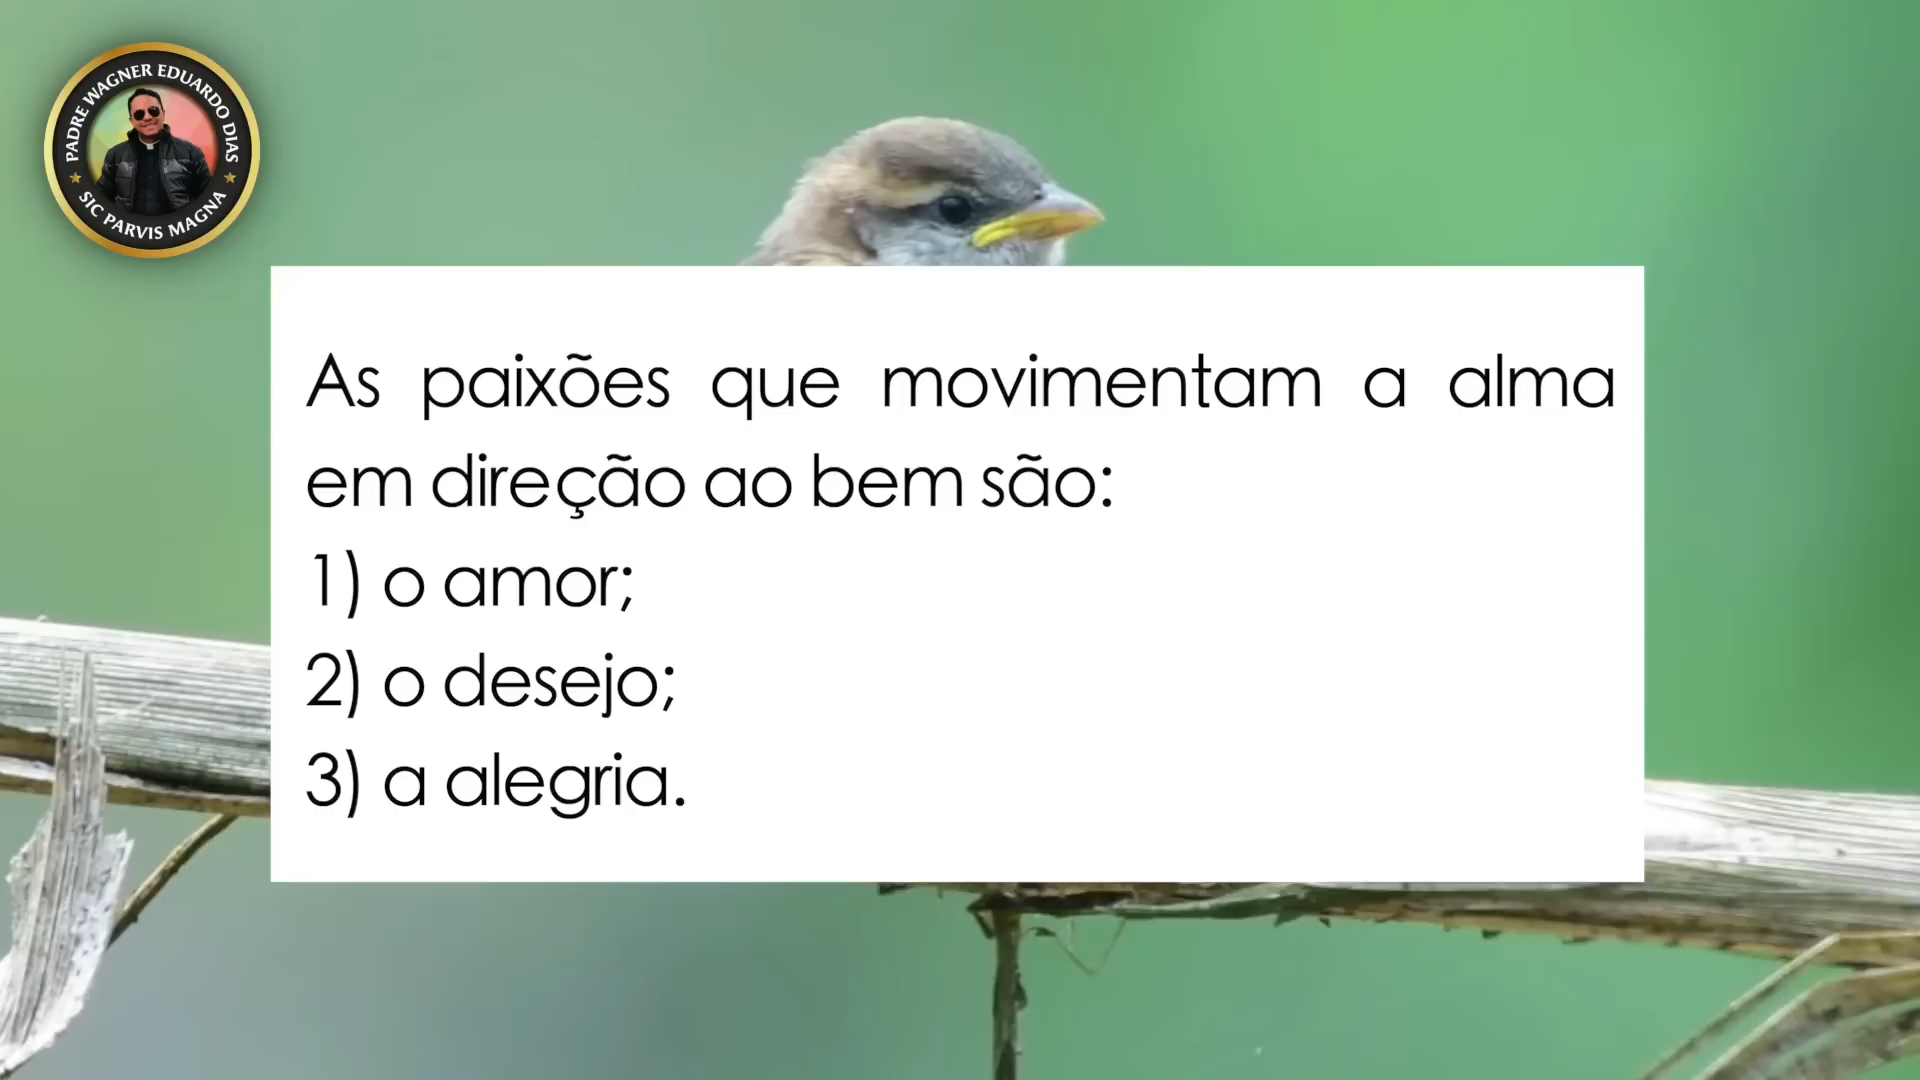 PADRE WAGNER EDUARDO DIAS
SIC PARVIS MAGNA
As paixões que movimentam a alma
em direção ao bem são:
1) o amor;
2) o desejo;
3) a alegria.